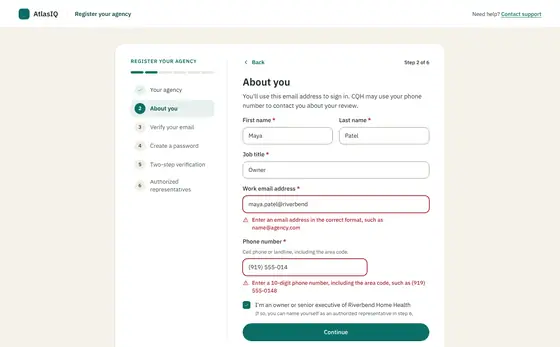 AtlasIQ
Register your agency
Need help? Contact support
REGISTER YOUR AGENCY
Your agency
2 About you
3 Verify your email
4 Create a password
5 Two-step verification
6 Authorized
representatives
Back
Step 2 of 6
About you
You'll use this email address to sign in. CQH may use your phone
number to contact you about your review.
First name *
Last name *
Maya
Patel
Job title *
Owner
Work email address *
maya.patel@riverbend
Enter an email address in the correct format, such as
name@agency.com
Phone number *
Cell phone or landline, including the area code.
(919) 555-014
Enter a 10-digit phone number, including the area code, such as (919)
555-0148
I'm an owner or senior executive of Riverbend Home Health
If so, you can name yourself as an authorized representative in step 6.
Continue